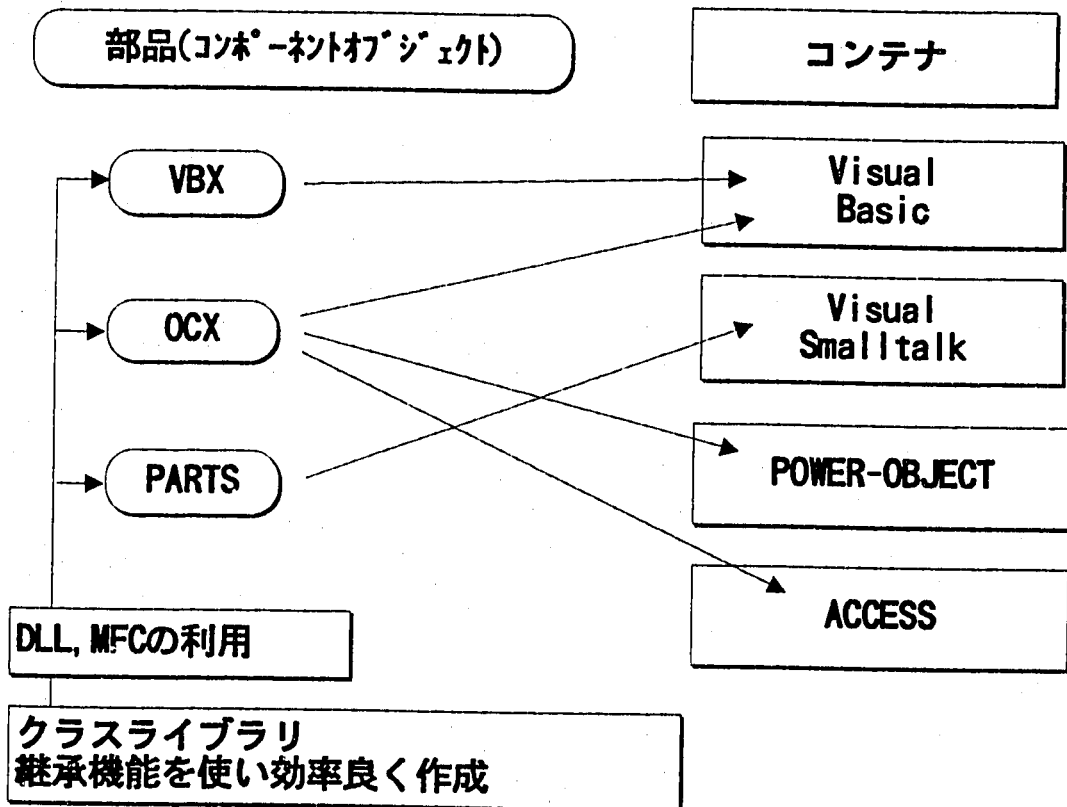 部品(ｺﾝﾎﾟｰﾈﾝﾄｵﾌﾞｼﾞｪｸﾄ)
コンテナ
VBX
Visual
Basic
OCX
Visual
Smalltalk
PARTS
POWER-OBJECT
ACCESS
DLL,MFCの利用
クラスライブラリ
継承機能を使い効率良く作成